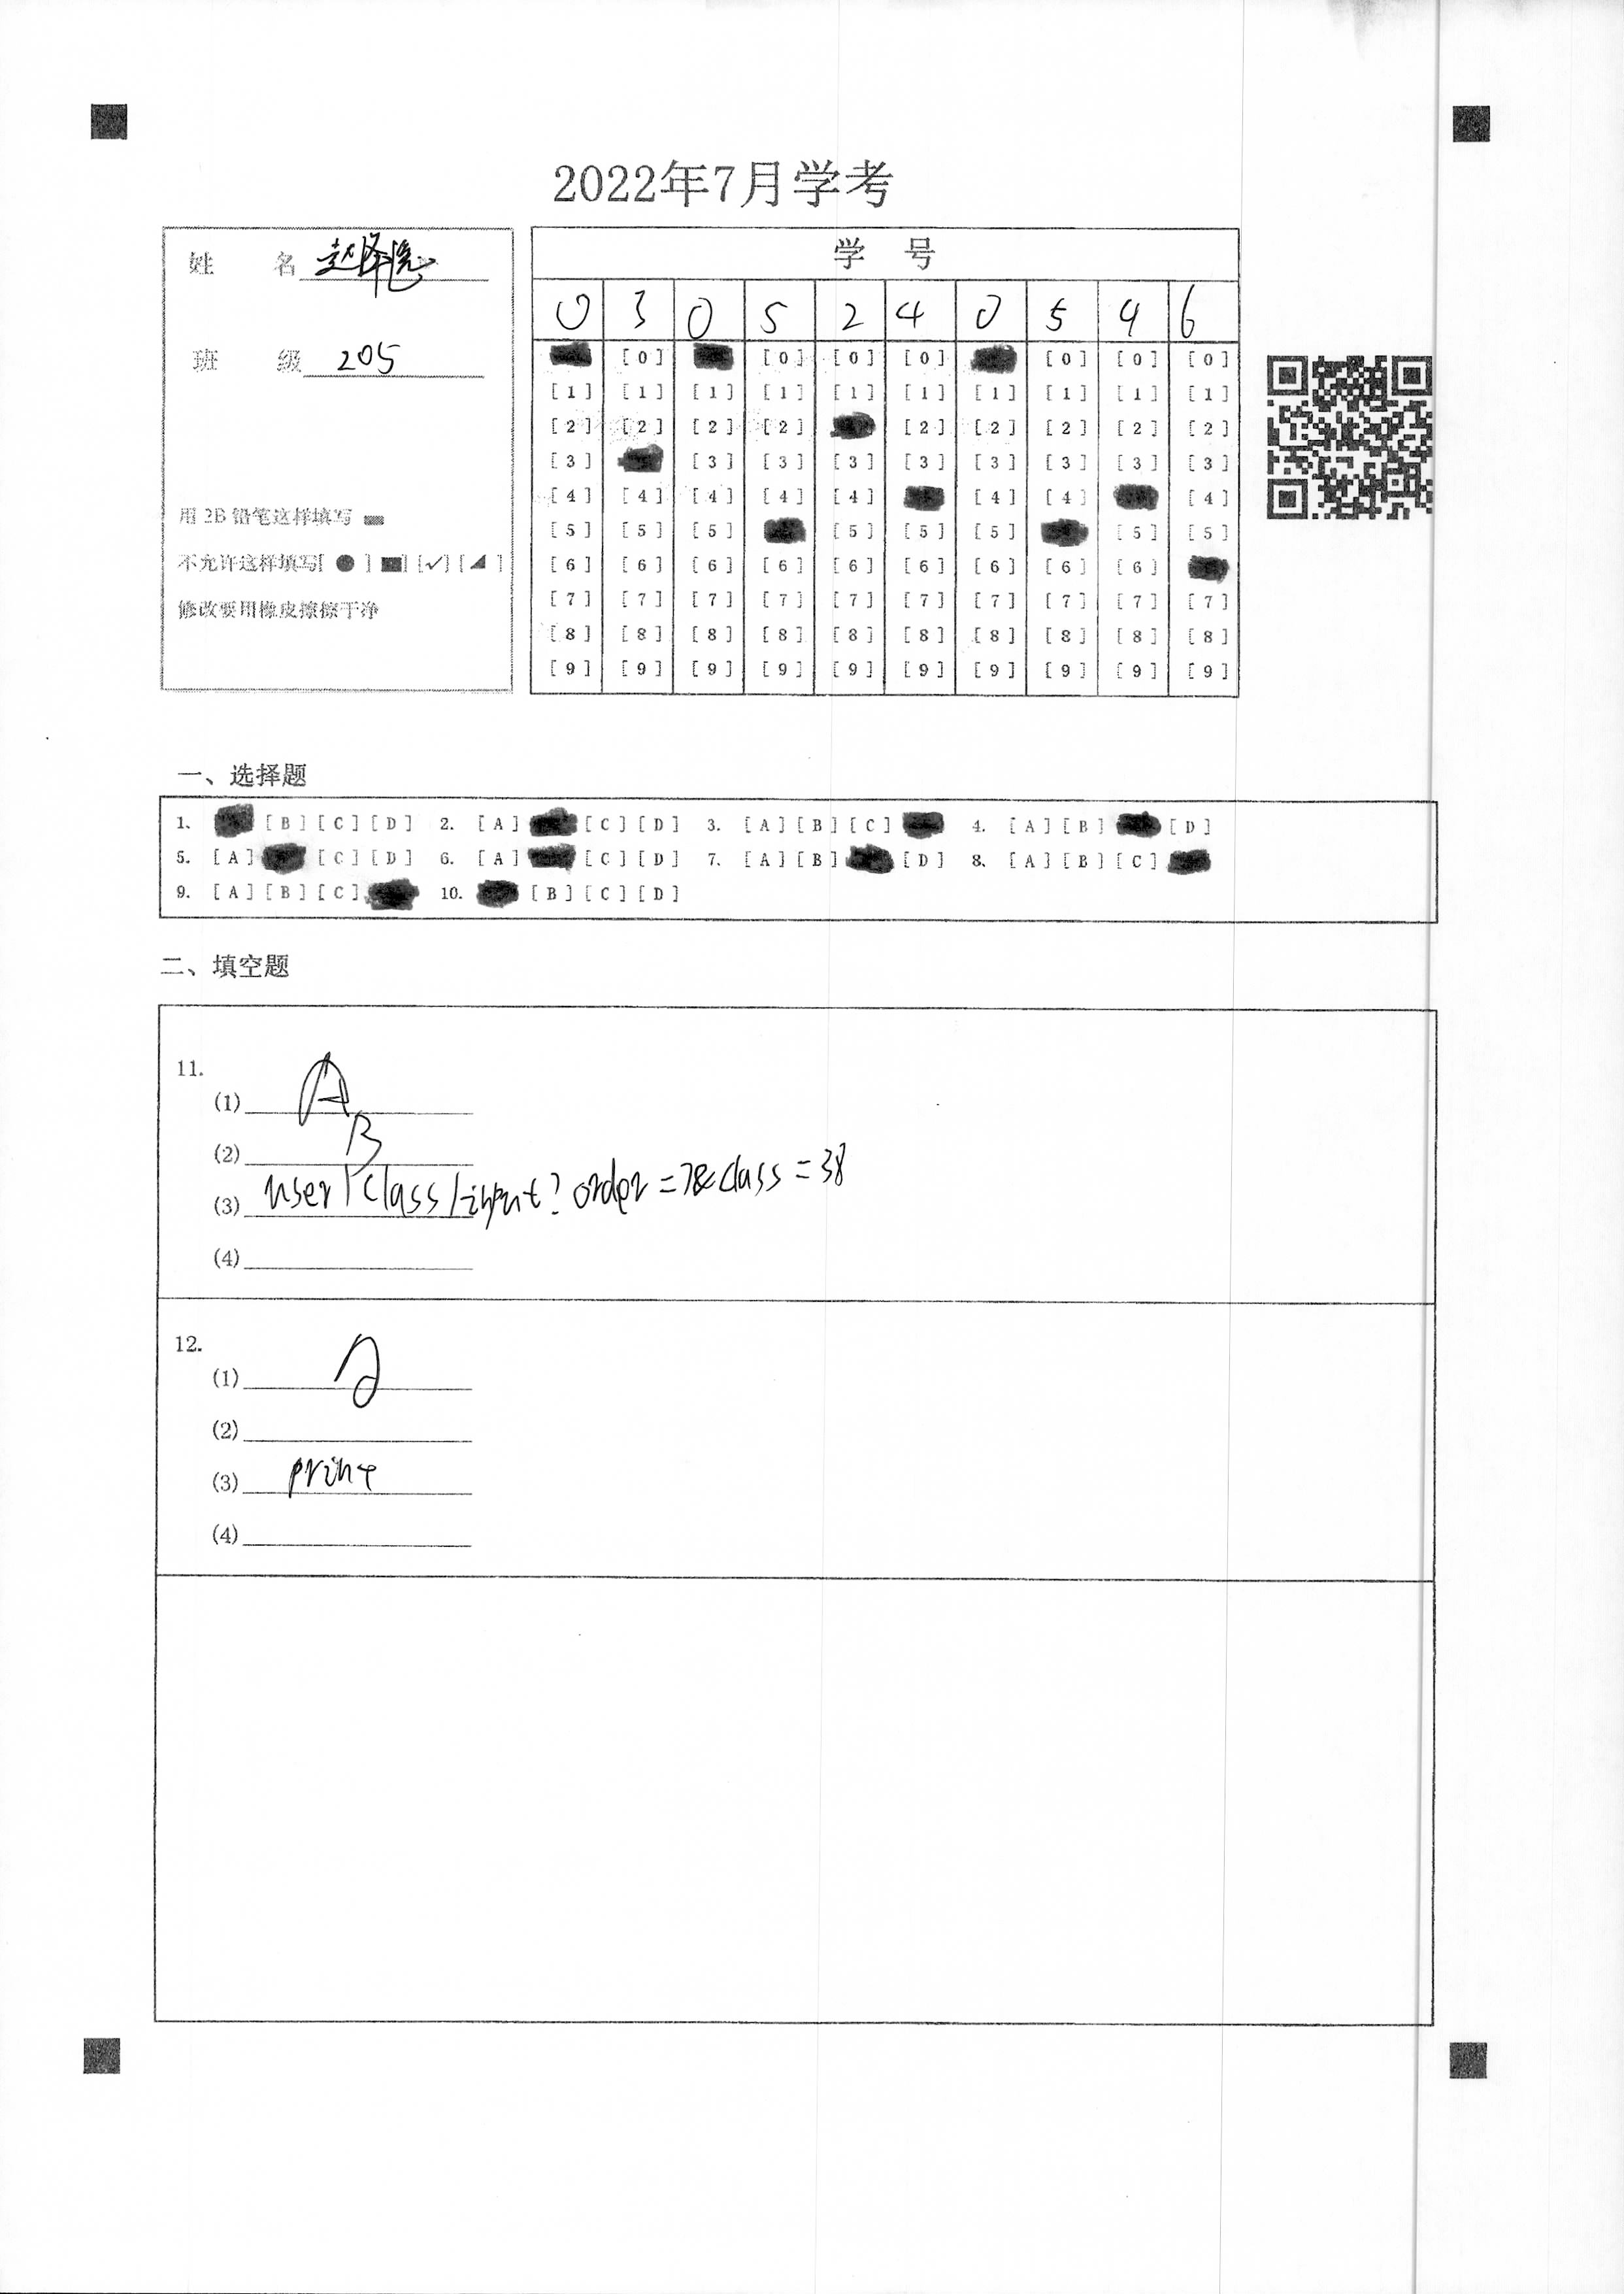 2022年7月学考
姓 名 赵泽
班 级 205
用 2B 铅笔这样填写
不允许这样填写[ ● ] [■] [✓] [◢ ]
修改要用橡皮擦擦干净
学 号
0 3 0 5 2 4 0 5 4 6
[0] [0] [0] [0] [0] [0] [0]
[1] [1] [1] [1] [1] [1] [1] [1] [1] [1]
[2] [2] [2] [2] [2] [2] [2] [2] [2]
[3] [3] [3] [3] [3] [3] [3] [3] [3]
[4] [4] [4] [4] [4] [4] [4] [4]
[5] [5] [5] [5] [5] [5] [5] [5]
[6] [6] [6] [6] [6] [6] [6] [6] [6]
[7] [7] [7] [7] [7] [7] [7] [7] [7] [7]
[8] [8] [8] [8] [8] [8] [8] [8] [8] [8]
[9] [9] [9] [9] [9] [9] [9] [9] [9] [9]
一、选择题
1. [B] [C] [D] 2. [A] [C] [D] 3. [A] [B] [C] 4. [A] [B] [D]
5. [A] [C] [D] 6. [A] [C] [D] 7. [A] [B] [D] 8. [A] [B] [C]
9. [A] [B] [C] 10. [B] [C] [D]
二、填空题
11.
(1) A
(2) B
(3) user/class/input? order=7&class=38
(4)
12.
(1)
(2)
(3) print
(4)